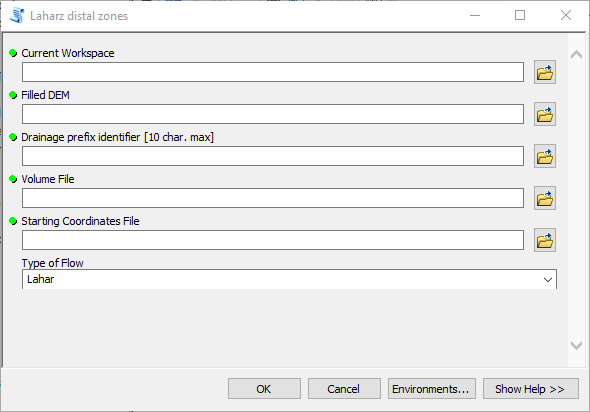 Laharz distal zones
Current Workspace
Filled DEM
Drainage prefix identifier [10 char. max]
Volume File
Starting Coordinates File
Type of Flow
Lahar
OK Cancel Environments... Show Help >>